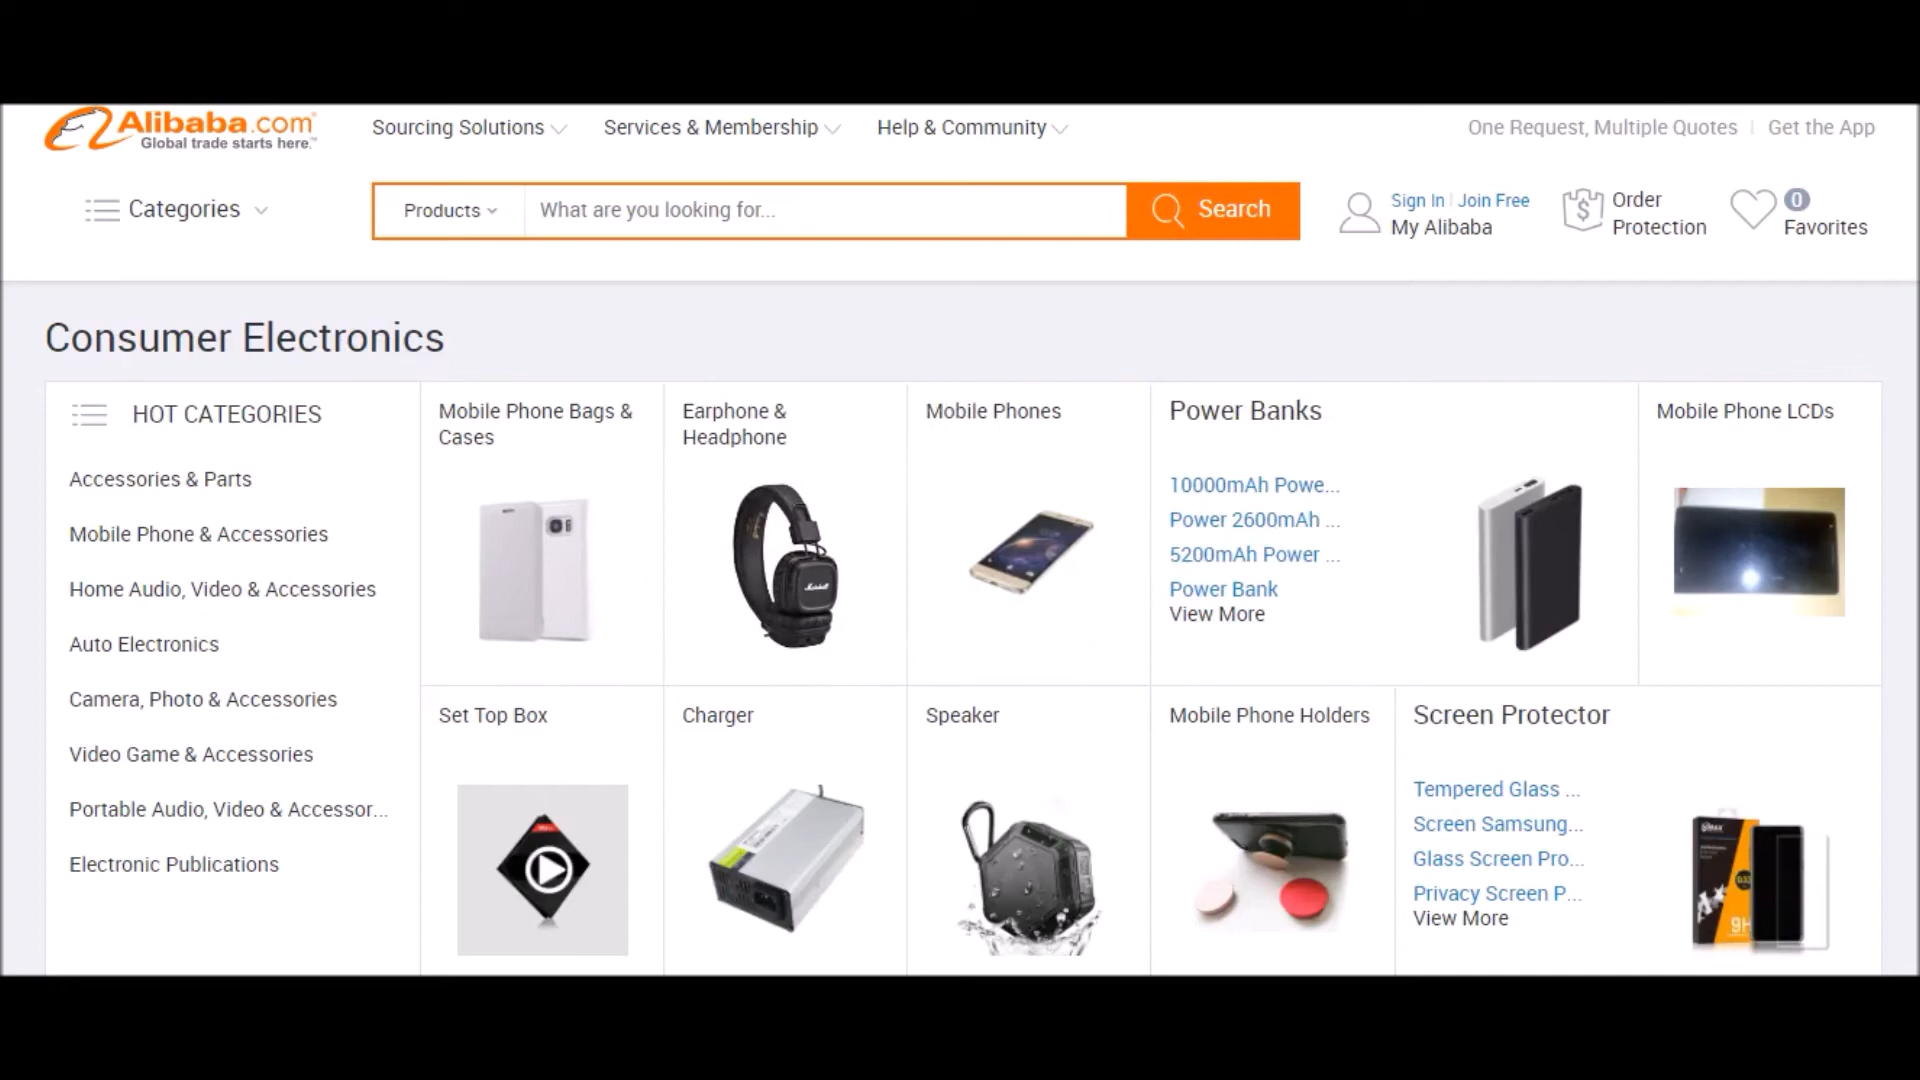 Alibaba.com
Global trade starts here.™
Sourcing Solutions
Services & Membership
Help & Community
One Request, Multiple Quotes
Get the App
Categories
Products
What are you looking for...
Search
Sign In | Join Free
My Alibaba
Order
Protection
0
Favorites
Consumer Electronics
HOT CATEGORIES
Accessories & Parts
Mobile Phone & Accessories
Home Audio, Video & Accessories
Auto Electronics
Camera, Photo & Accessories
Video Game & Accessories
Portable Audio, Video & Accessor...
Electronic Publications
Mobile Phone Bags &
Cases
Earphone &
Headphone
Marshall
Mobile Phones
Power Banks
10000mAh Powe...
Power 2600mAh ...
5200mAh Power ...
Power Bank
View More
Mobile Phone LCDs
Set Top Box
Charger
Speaker
Mobile Phone Holders
Screen Protector
Tempered Glass ...
Screen Samsung...
Glass Screen Pro...
Privacy Screen P...
View More
9H